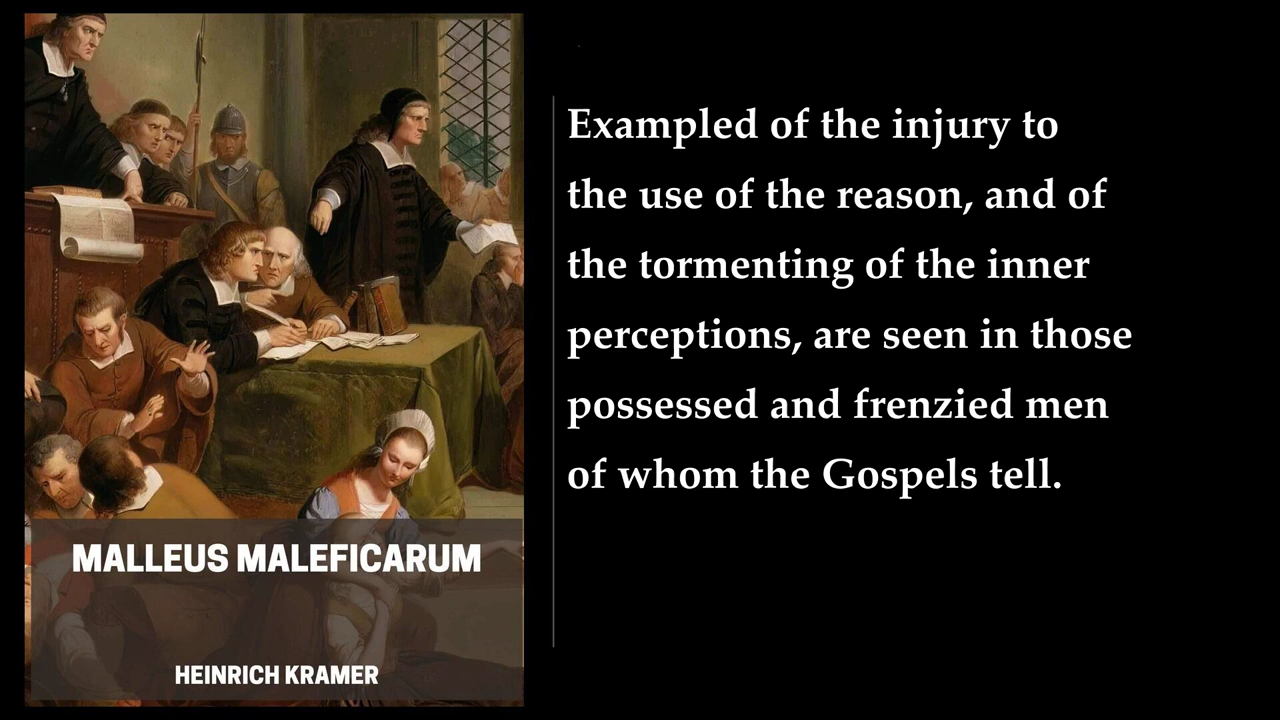 MALLEUS MALEFICARUM
HEINRICH KRAMER
Exampled of the injury to
the use of the reason, and of
the tormenting of the inner
perceptions, are seen in those
possessed and frenzied men
of whom the Gospels tell.